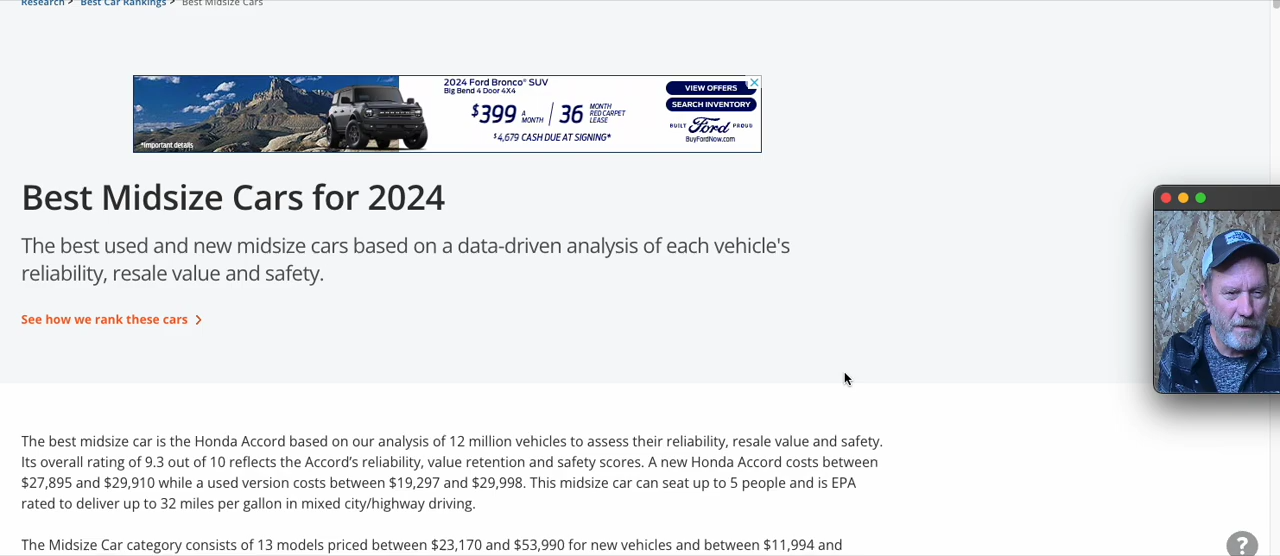 Research > Best Car Rankings > Best Midsize Cars
2024 Ford Bronco® SUV
Big Bend 4 Door 4X4
$399 A MONTH / 36 MONTH RED CARPET LEASE
$4,679 CASH DUE AT SIGNING*
*Important details
VIEW OFFERS
SEARCH INVENTORY
BUILT Ford PROUD
BuyFordNow.com
Best Midsize Cars for 2024
The best used and new midsize cars based on a data-driven analysis of each vehicle's
reliability, resale value and safety.
See how we rank these cars >
The best midsize car is the Honda Accord based on our analysis of 12 million vehicles to assess their reliability, resale value and safety.
Its overall rating of 9.3 out of 10 reflects the Accord's reliability, value retention and safety scores. A new Honda Accord costs between
$27,895 and $29,910 while a used version costs between $19,297 and $29,998. This midsize car can seat up to 5 people and is EPA
rated to deliver up to 32 miles per gallon in mixed city/highway driving.
The Midsize Car category consists of 13 models priced between $23,170 and $53,990 for new vehicles and between $11,994 and
?